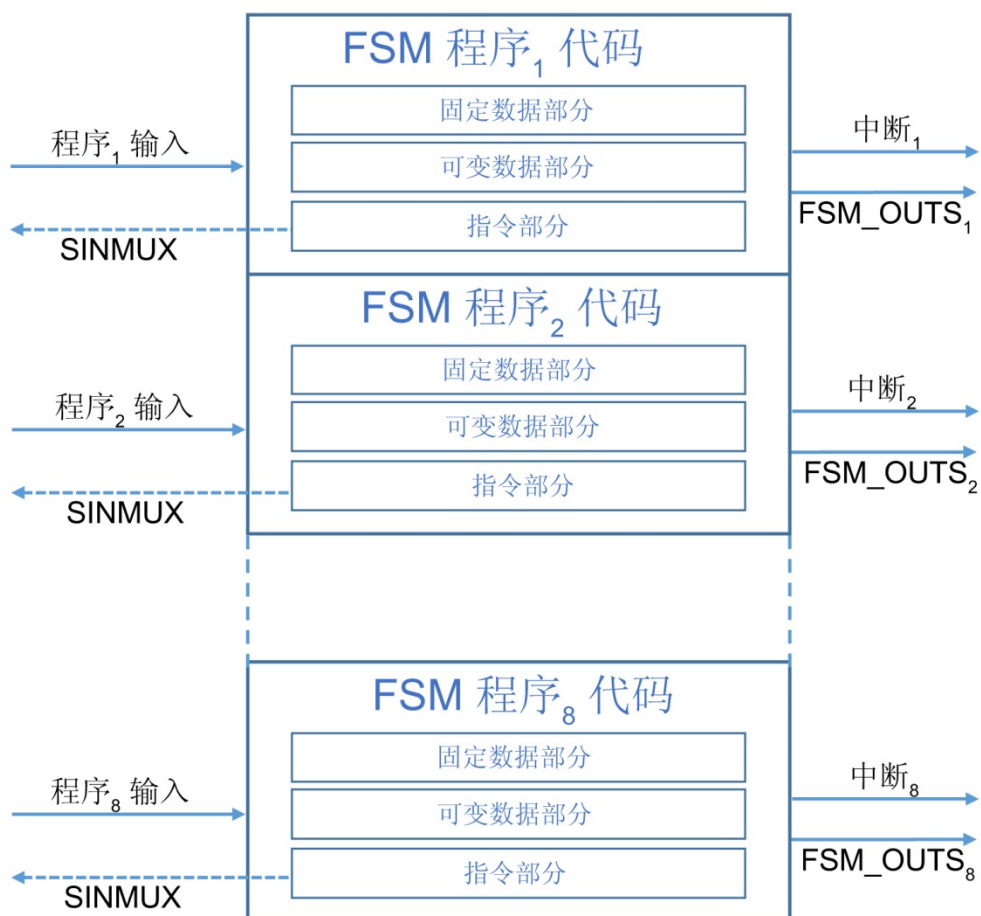 FSM 程序₁ 代码
固定数据部分
程序₁ 输入
中断₁
可变数据部分
FSM_OUTS₁
指令部分
SINMUX
FSM 程序₂ 代码
固定数据部分
程序₂ 输入
中断₂
可变数据部分
FSM_OUTS₂
指令部分
SINMUX
FSM 程序₈ 代码
固定数据部分
程序₈ 输入
中断₈
可变数据部分
FSM_OUTS₈
指令部分
SINMUX